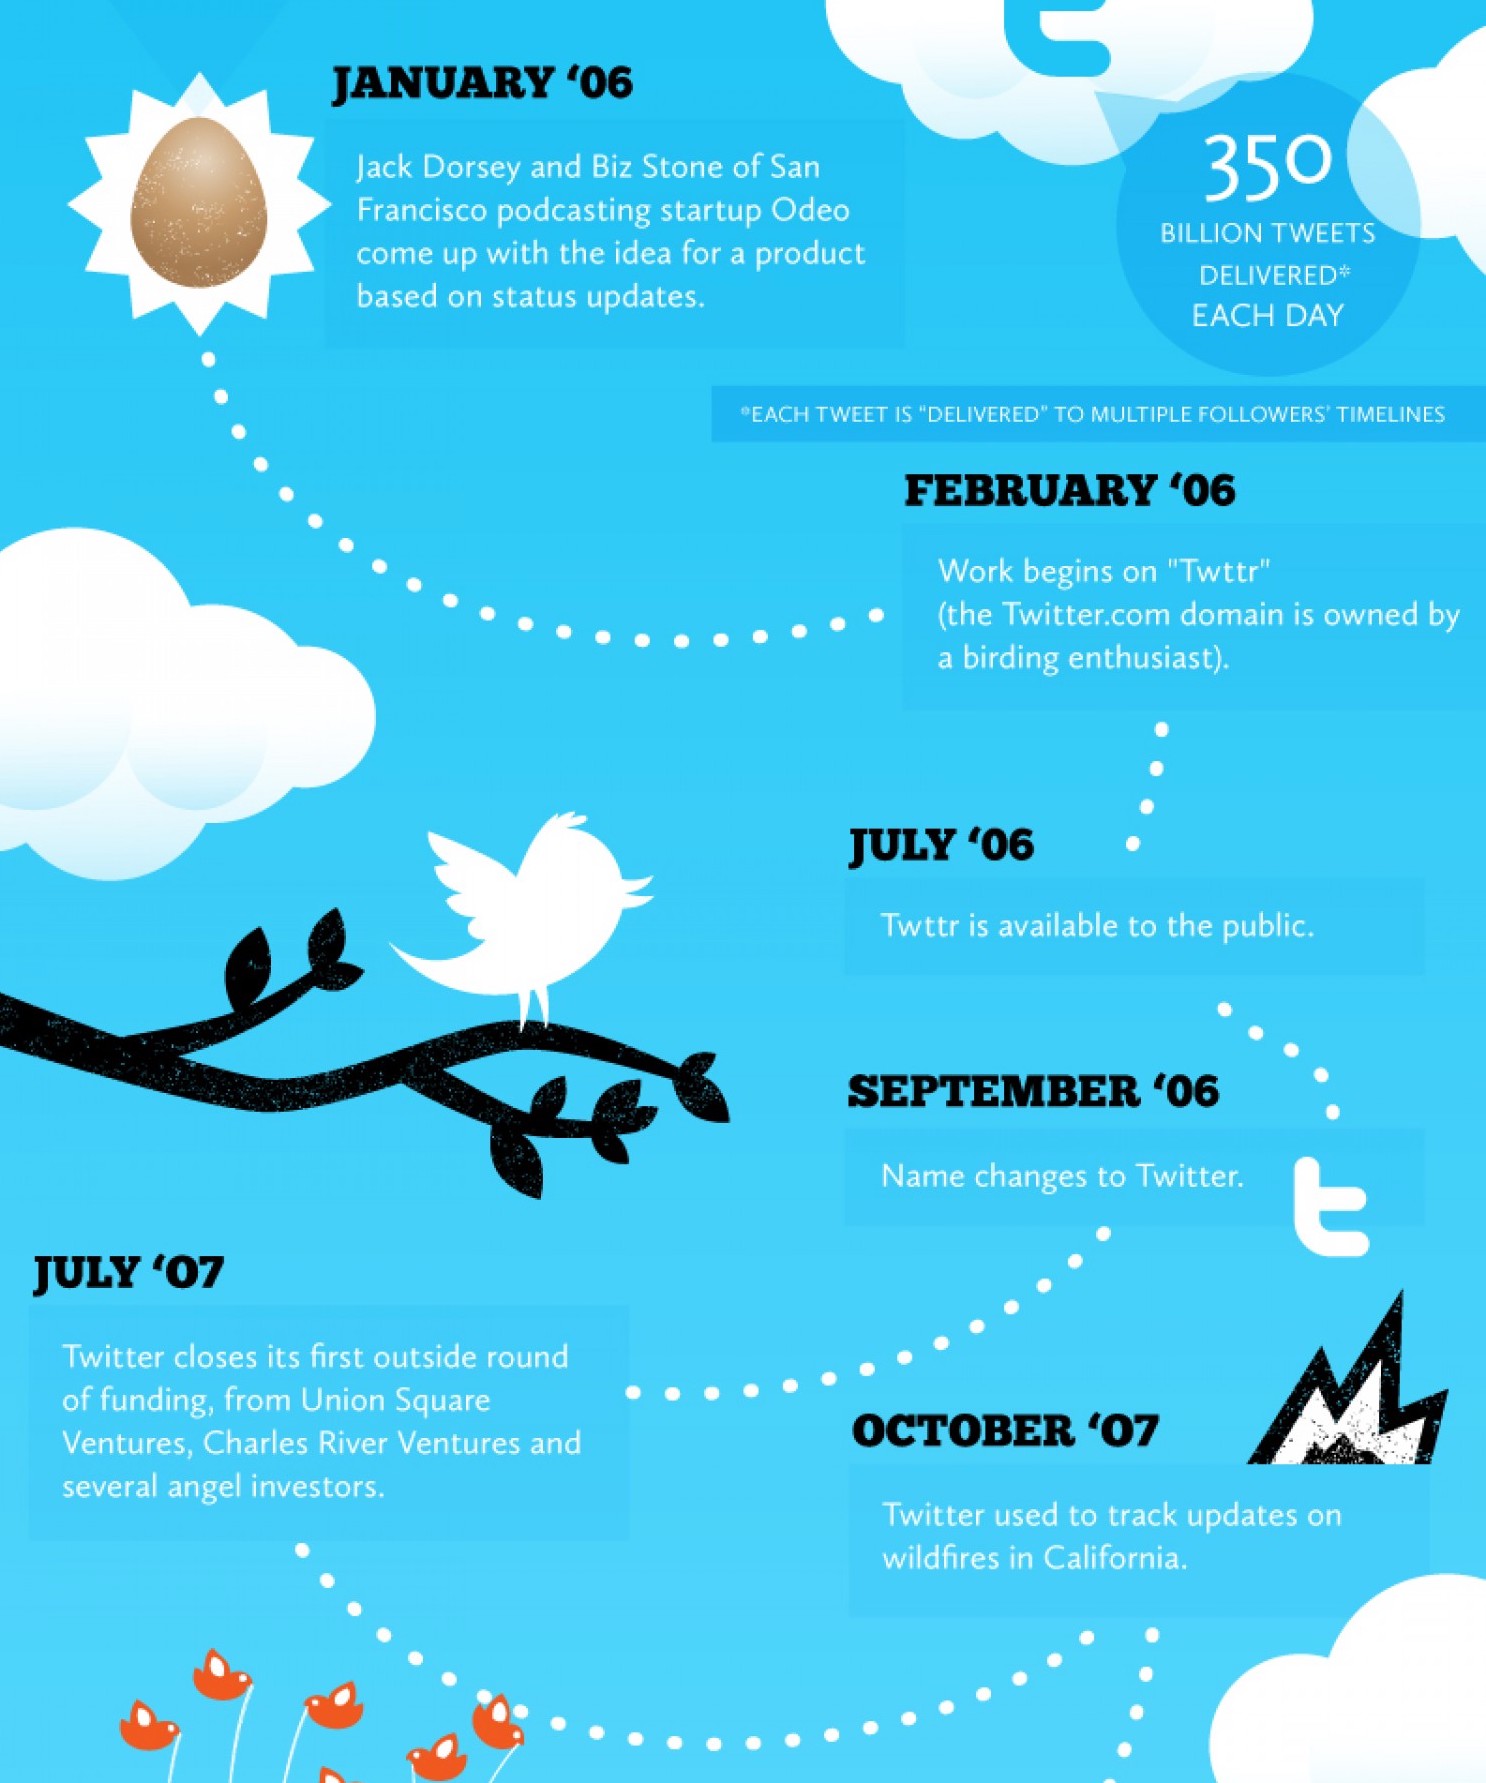 JANUARY ‘06
Jack Dorsey and Biz Stone of San
Francisco podcasting startup Odeo
come up with the idea for a product
based on status updates.
350
BILLION TWEETS
DELIVERED*
EACH DAY
*EACH TWEET IS “DELIVERED” TO MULTIPLE FOLLOWERS’ TIMELINES
FEBRUARY ‘06
Work begins on "Twttr"
(the Twitter.com domain is owned by
a birding enthusiast).
JULY ‘06
Twttr is available to the public.
SEPTEMBER ‘06
Name changes to Twitter.
t
JULY ‘07
Twitter closes its first outside round
of funding, from Union Square
Ventures, Charles River Ventures and
several angel investors.
OCTOBER ‘07
Twitter used to track updates on
wildfires in California.